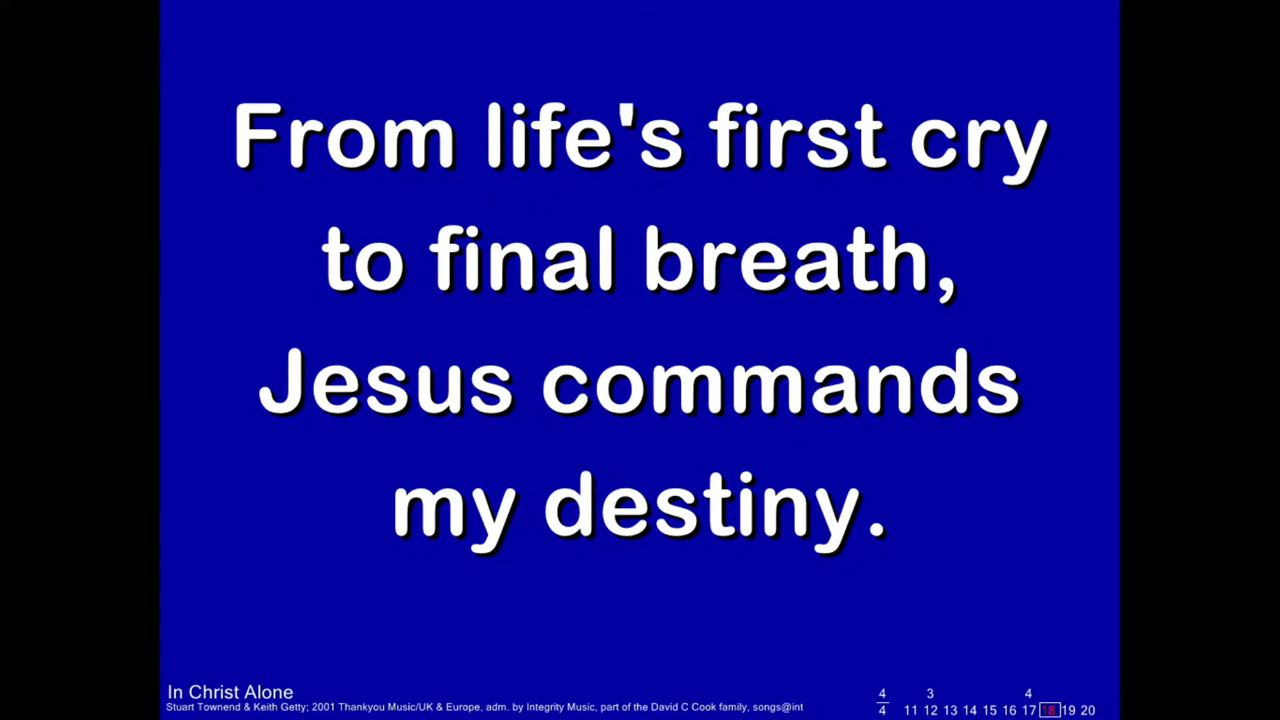 From life's first cry
to final breath,
Jesus commands
my destiny.
In Christ Alone
Stuart Townend & Keith Getty; 2001 Thankyou Music/UK & Europe, adm. by Integrity Music, part of the David C Cook family, songs@int
4 3 4
4 11 12 13 14 15 16 17 18 19 20